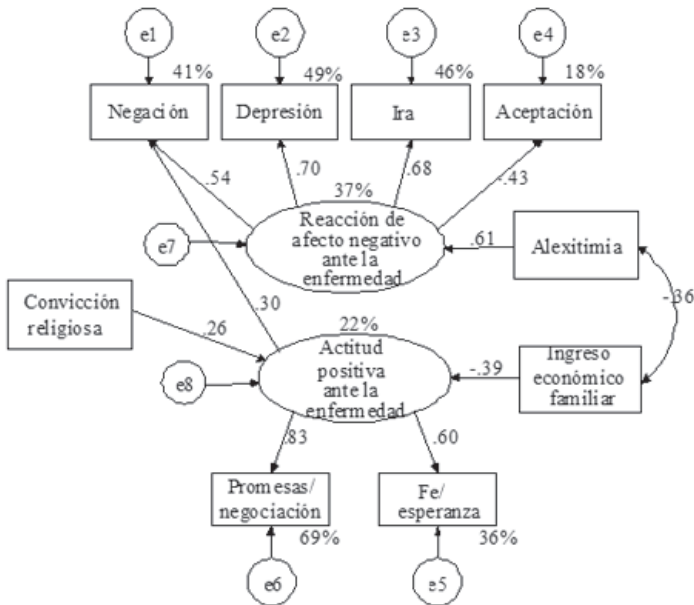 e1
e2
e3
e4
41%
49%
46%
18%
Negación
Depresión
Ira
Aceptación
.54
.70
.68
-.43
37%
Reacción de
afecto negativo
ante la
enfermedad
e7
.61
Alexitimia
-.36
Convicción
religiosa
.30
.26
22%
Actitud
positiva
ante la
enfermedad
e8
-.39
Ingreso
económico
familiar
.83
.60
Promesas/
negociación
Fe/
esperanza
69%
36%
e6
e5